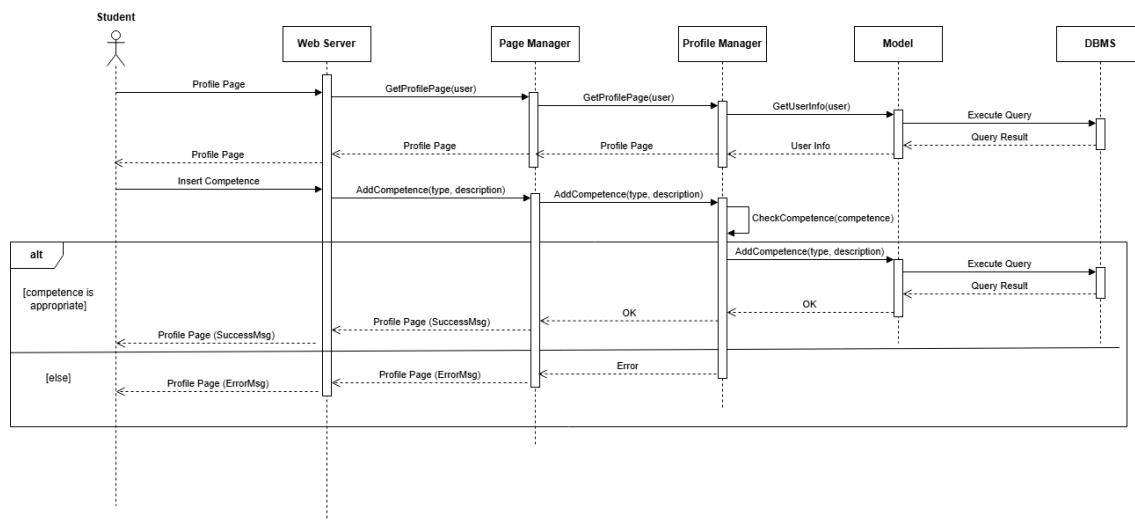 Student
Web Server
Page Manager
Profile Manager
Model
DBMS
Profile Page
GetProfilePage(user)
GetProfilePage(user)
GetUserInfo(user)
Execute Query
Query Result
User Info
Profile Page
Profile Page
Profile Page
Insert Competence
AddCompetence(type, description)
AddCompetence(type, description)
CheckCompetence(competence)
alt
AddCompetence(type, description)
Execute Query
[competence is
appropriate]
Query Result
OK
OK
Profile Page (SuccessMsg)
Profile Page (SuccessMsg)
[else]
Error
Profile Page (ErrorMsg)
Profile Page (ErrorMsg)